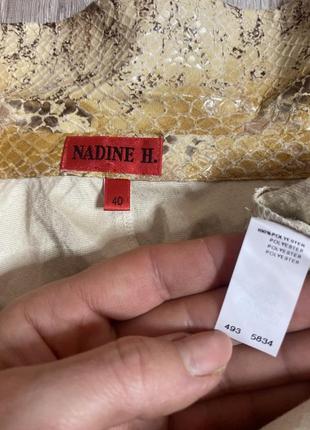 NADINE H.
40
100% POLYESTER
POLYESTER
POLYESTER
POLYESTER
493 5834